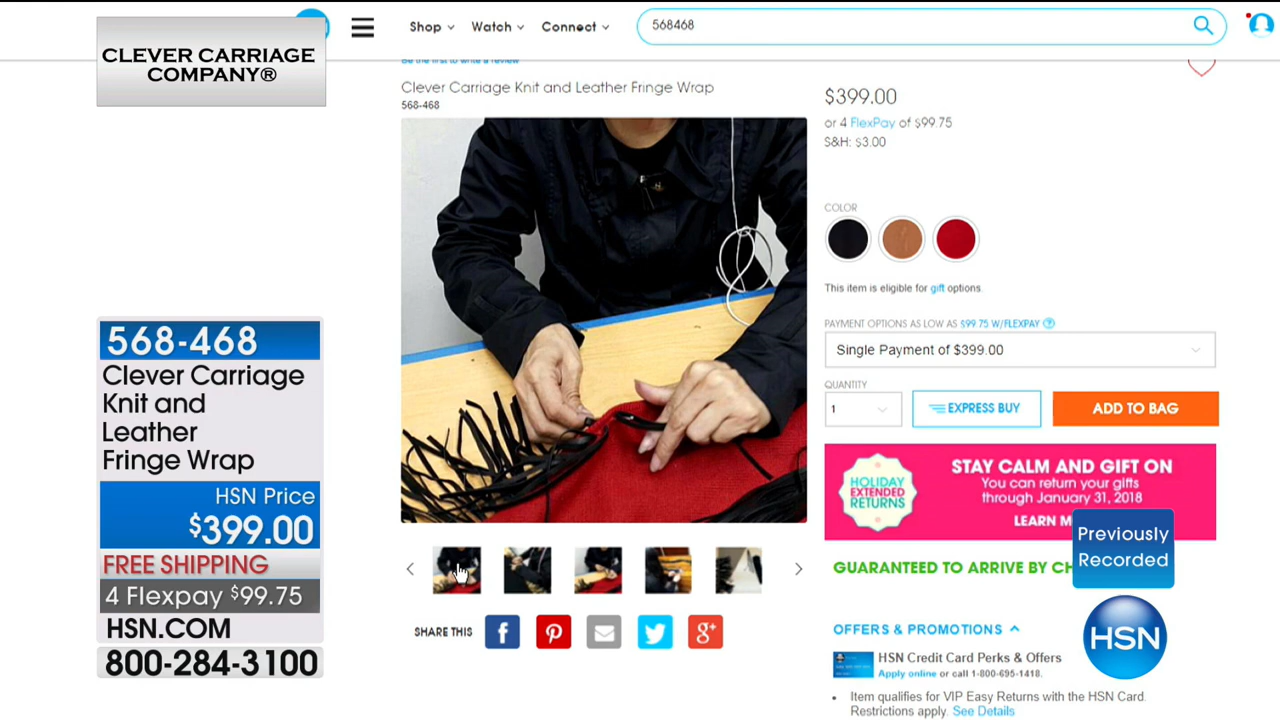 CLEVER CARRIAGE
COMPANY®
Shop
Watch
Connect
568468
Be the first to write a review
Clever Carriage Knit and Leather Fringe Wrap
568-468
$399.00
or 4 FlexPay of $99.75
S&H: $3.00
COLOR
This item is eligible for gift options.
PAYMENT OPTIONS AS LOW AS $99.75 W/FLEXPAY ?
Single Payment of $399.00
QUANTITY
1
EXPRESS BUY
ADD TO BAG
HOLIDAY
EXTENDED
RETURNS
STAY CALM AND GIFT ON
You can return your gifts
through January 31, 2018
LEARN M
Previously
Recorded
GUARANTEED TO ARRIVE BY CH
HSN
OFFERS & PROMOTIONS
HSN Credit Card Perks & Offers
Apply online or call 1-800-695-1418.
• Item qualifies for VIP Easy Returns with the HSN Card.
Restrictions apply. See Details
SHARE THIS
f
g+
568-468
Clever Carriage
Knit and
Leather
Fringe Wrap
HSN Price
$399.00
FREE SHIPPING
4 Flexpay $99.75
HSN.COM
800-284-3100